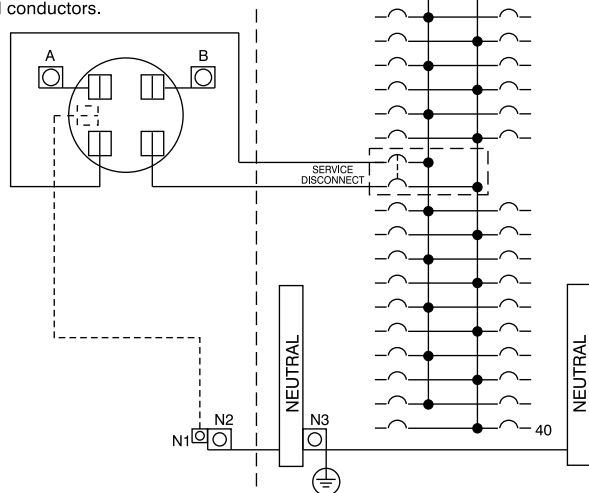 conductors.
A
B
SERVICE
DISCONNECT
NEUTRAL
NEUTRAL
N1
N2
N3
40